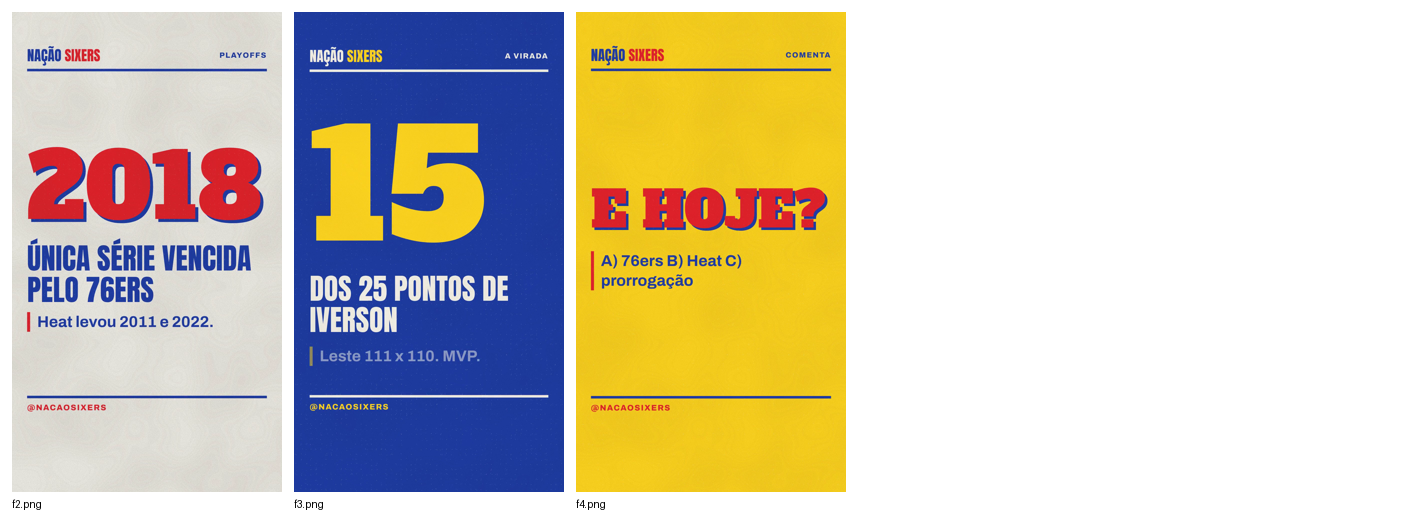 NAÇÃO SIXERS
PLAYOFFS
2018
ÚNICA SÉRIE VENCIDA
PELO 76ERS
Heat levou 2011 e 2022.
@NACAOSIXERS
f2.png
NAÇÃO SIXERS
A VIRADA
15
DOS 25 PONTOS DE
IVERSON
Leste 111 x 110. MVP.
@NACAOSIXERS
f3.png
NAÇÃO SIXERS
COMENTA
E HOJE?
A) 76ers B) Heat C)
prorrogação
@NACAOSIXERS
f4.png